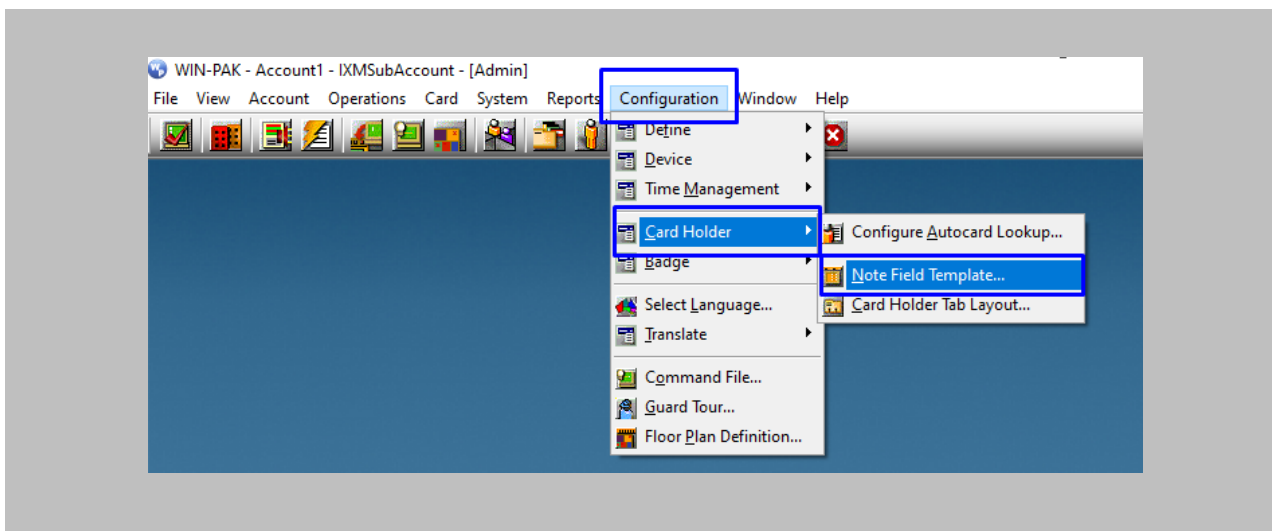 WIN-PAK - Account1 - IXMSubAccount - [Admin]
File View Account Operations Card System Reports Configuration Window Help
Define
Device
Time Management
Card Holder
Configure Autocard Lookup...
Badge
Note Field Template...
Select Language...
Card Holder Tab Layout...
Translate
Command File...
Guard Tour...
Floor Plan Definition...